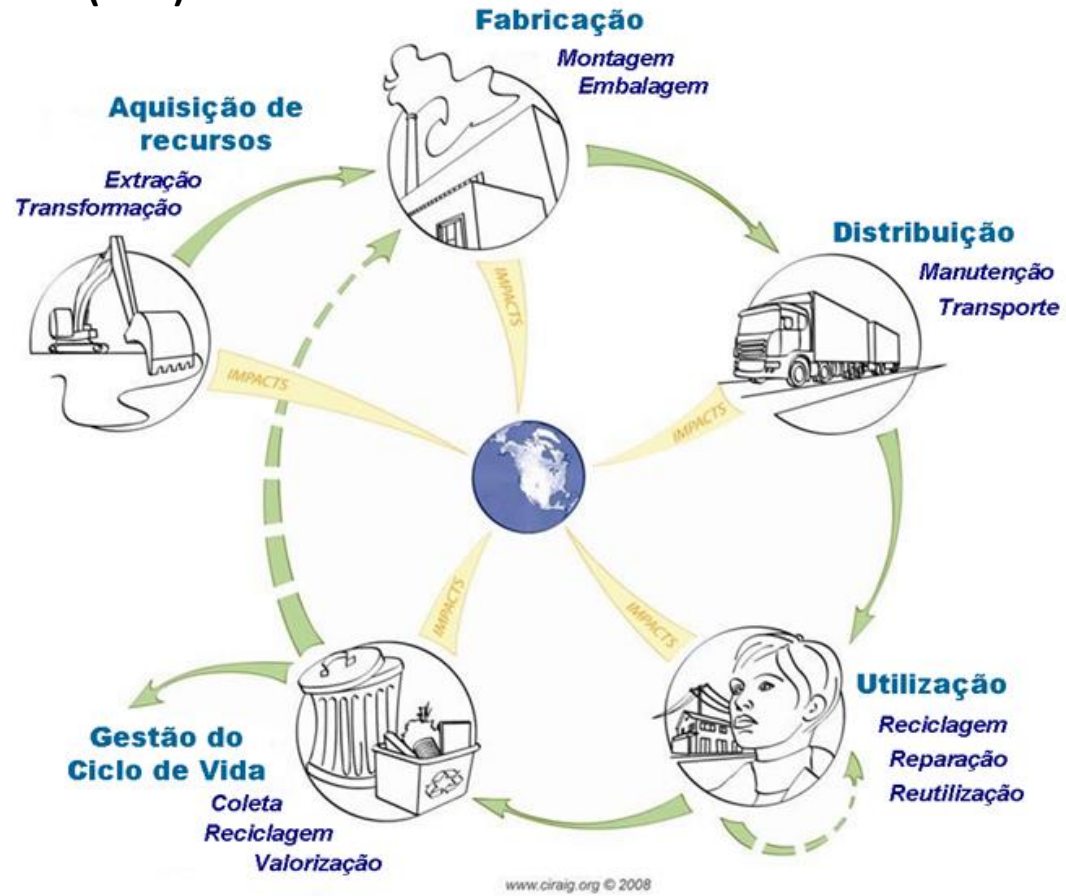 Fabricação
Montagem
Embalagem
Aquisição de
recursos
Extração
Transformação
Distribuição
Manutenção
Transporte
IMPACTS
IMPACTS
IMPACTS
IMPACTS
IMPACTS
Utilização
Reciclagem
Reparação
Reutilização
Gestão do
Ciclo de Vida
Coleta
Reciclagem
Valorização
www.ciraig.org © 2008